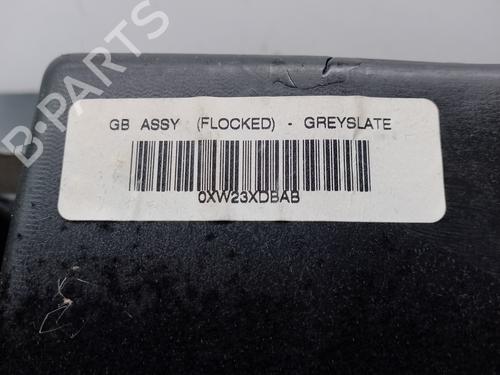 GB ASSY (FLOCKED) - GREYSLATE
0XW23XDBAB
B-PARTS